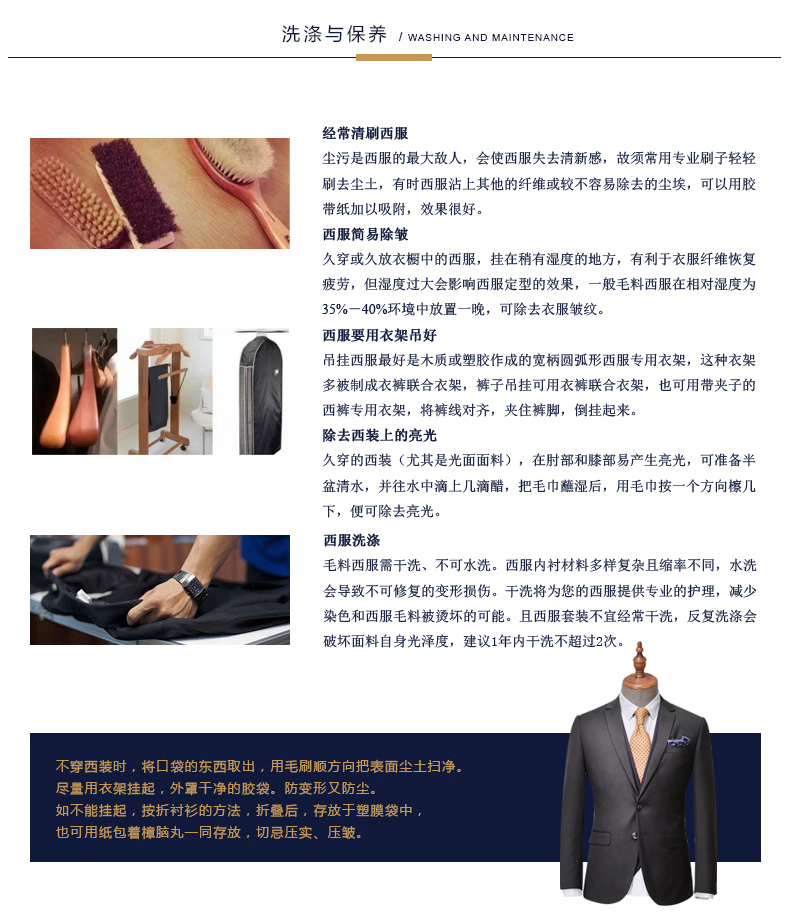 洗涤与保养 / WASHING AND MAINTENANCE
经常清刷西服
尘污是西服的最大敌人，会使西服失去清新感，故须常用专业刷子轻轻
刷去尘土，有时西服沾上其他的纤维或较不容易除去的尘埃，可以用胶
带纸加以吸附，效果很好。
西服简易除皱
久穿或久放衣橱中的西服，挂在稍有湿度的地方，有利于衣服纤维恢复
疲劳，但湿度过大会影响西服定型的效果，一般毛料西服在相对湿度为
35%－40%环境中放置一晚，可除去衣服皱纹。
西服要用衣架吊好
吊挂西服最好是木质或塑胶作成的宽柄圆弧形西服专用衣架，这种衣架
多被制成衣裤联合衣架，裤子吊挂可用衣裤联合衣架，也可用带夹子的
西裤专用衣架，将裤线对齐，夹住裤脚，倒挂起来。
除去西装上的亮光
久穿的西装（尤其是光面面料），在肘部和膝部易产生亮光，可准备半
盆清水，并往水中滴上几滴醋，把毛巾蘸湿后，用毛巾按一个方向檫几
下，便可除去亮光。
西服洗涤
毛料西服需干洗、不可水洗。西服内衬材料多样复杂且缩率不同，水洗
会导致不可修复的变形损伤。干洗将为您的西服提供专业的护理，减少
染色和西服毛料被烫坏的可能。且西服套装不宜经常干洗，反复洗涤会
破坏面料自身光泽度，建议1年内干洗不超过2次。
不穿西装时，将口袋的东西取出，用毛刷顺方向把表面尘土扫净。
尽量用衣架挂起，外罩干净的胶袋。防变形又防尘。
如不能挂起，按折衬衫的方法，折叠后，存放于塑膜袋中，
也可用纸包着樟脑丸一同存放，切忌压实、压皱。